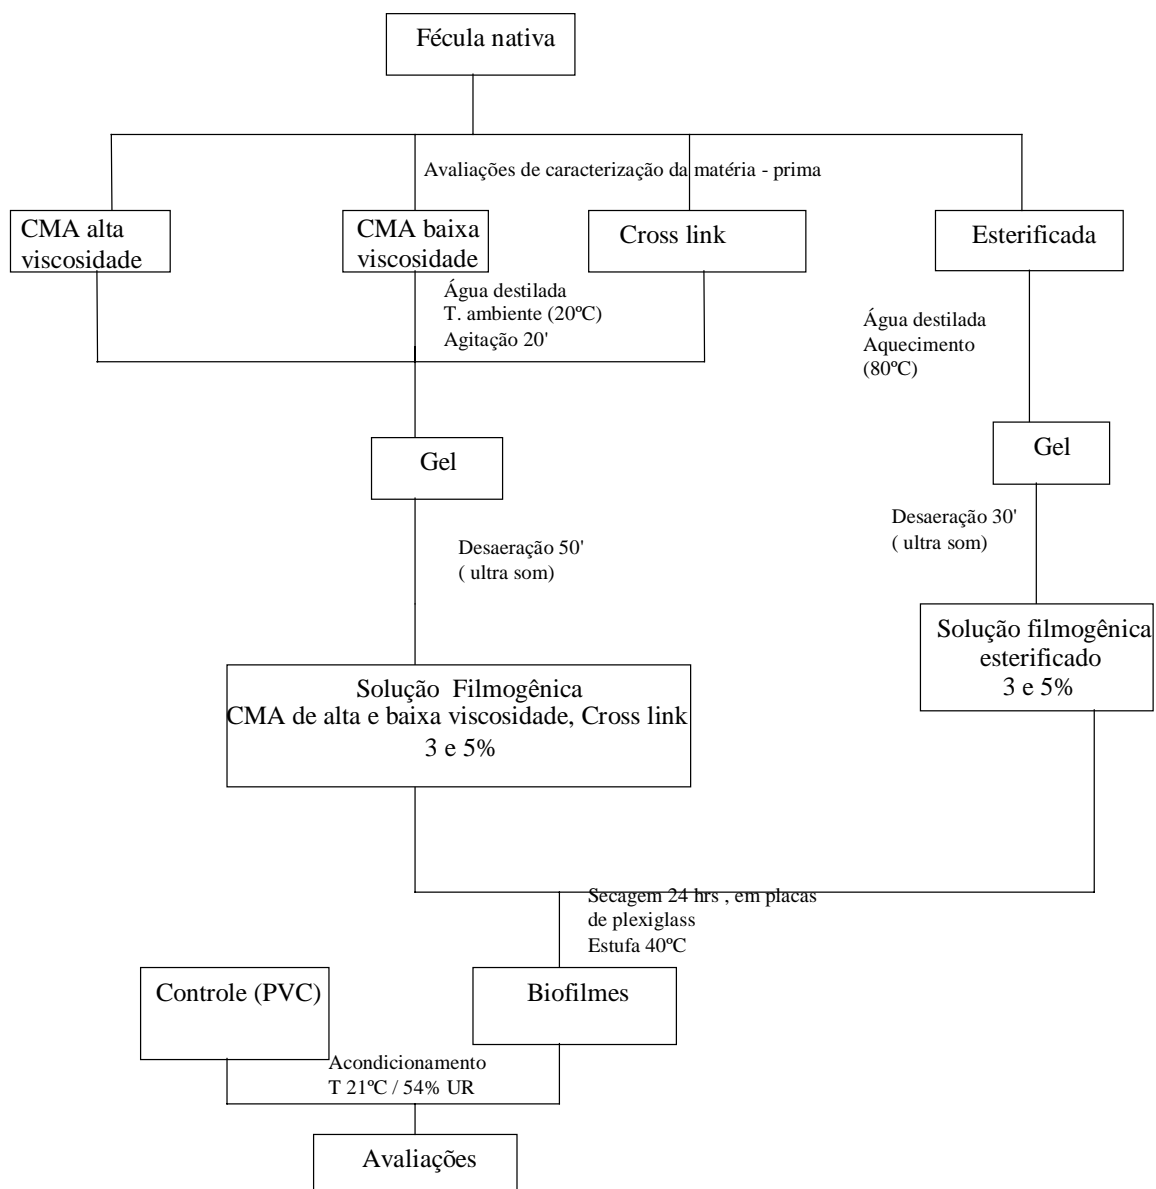 Fécula nativa
Avaliações de caracterização da matéria - prima
CMA alta
viscosidade
CMA baixa
viscosidade
Cross link
Esterificada
Água destilada
T. ambiente (20ºC)
Agitação 20'
Água destilada
Aquecimento
(80ºC)
Gel
Gel
Desaeração 50'
( ultra som)
Desaeração 30'
( ultra som)
Solução Filmogênica
CMA de alta e baixa viscosidade, Cross link
3 e 5%
Solução filmogênica
esterificado
3 e 5%
Secagem 24 hrs , em placas
de plexiglass
Estufa 40ºC
Controle (PVC)
Biofilmes
Acondicionamento
T 21ºC / 54% UR
Avaliações